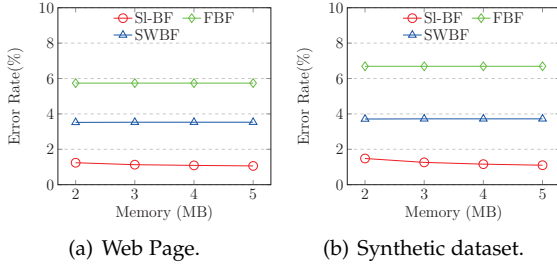 10
8
6
4
2
0
Error Rate(%)
Sl-BF
FBF
SWBF
2 3 4 5
Memory (MB)
(a) Web Page.
10
8
6
4
2
0
Error Rate(%)
Sl-BF
FBF
SWBF
2 3 4 5
Memory (MB)
(b) Synthetic dataset.